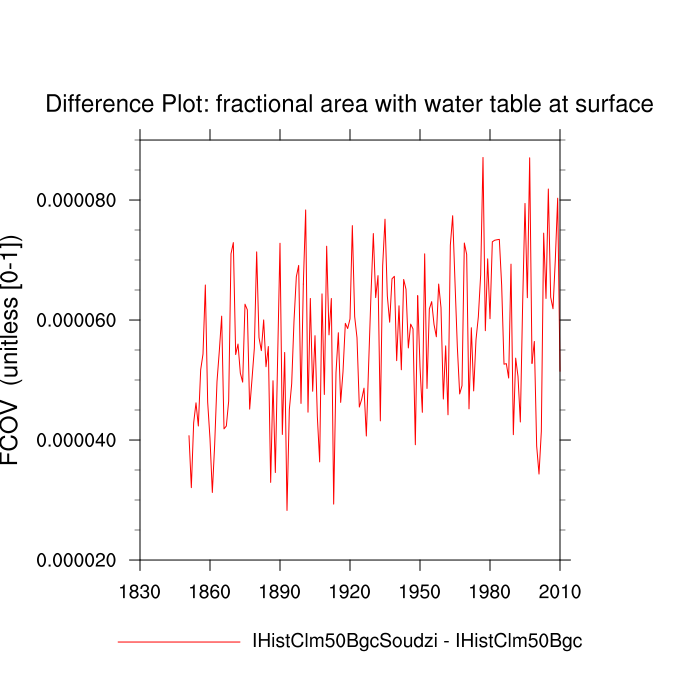 Difference Plot: fractional area with water table at surface
FCOV (unitless [0-1])
0.000080
0.000060
0.000040
0.000020
1830 1860 1890 1920 1950 1980 2010
IHistClm50BgcSoudzi - IHistClm50Bgc